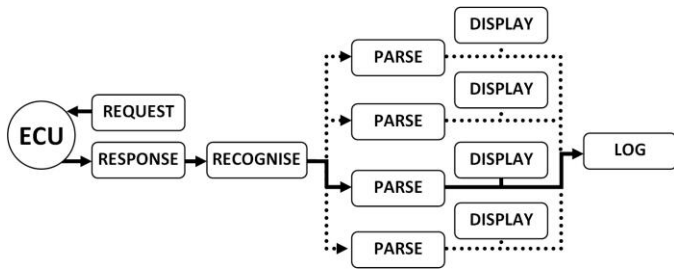 DISPLAY
PARSE
DISPLAY
REQUEST
PARSE
ECU
DISPLAY
LOG
RESPONSE
RECOGNISE
PARSE
DISPLAY
PARSE